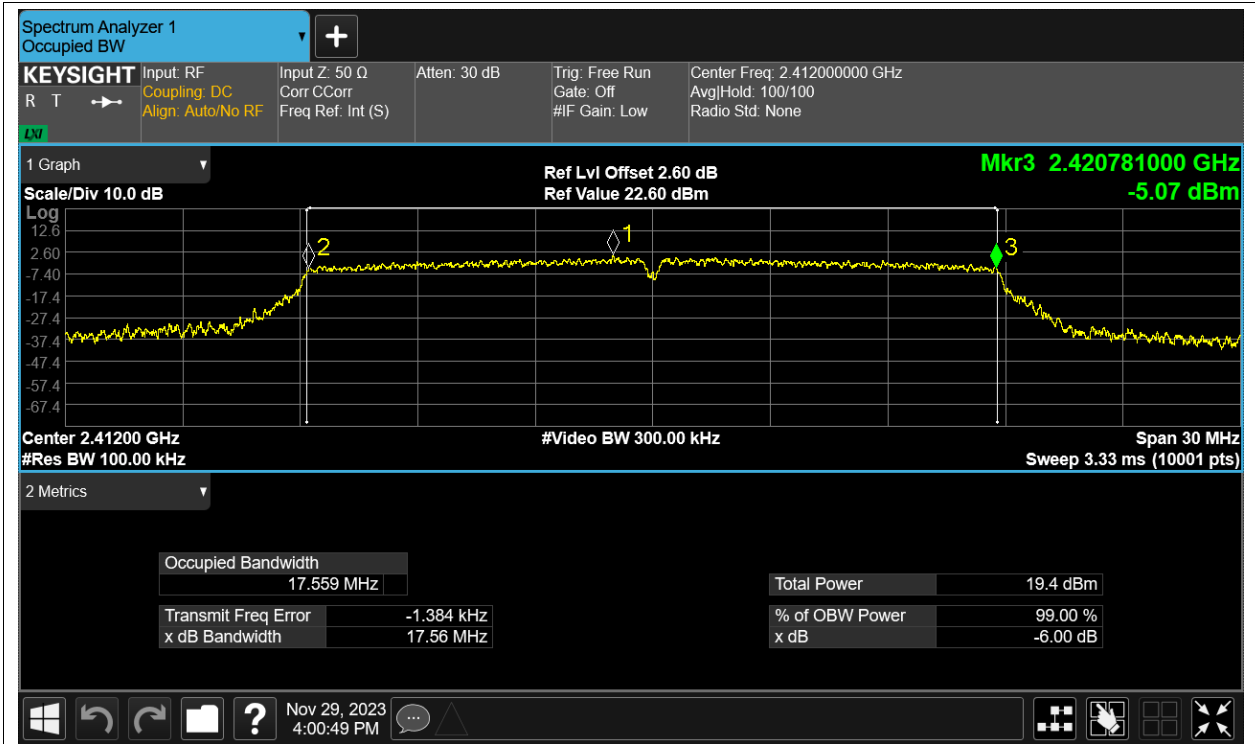 Spectrum Analyzer 1
Occupied BW
KEYSIGHT
R T
LXI
Input: RF
Coupling: DC
Align: Auto/No RF
Input Z: 50 Ω
Corr CCorr
Freq Ref: Int (S)
Atten: 30 dB
Trig: Free Run
Gate: Off
#IF Gain: Low
Center Freq: 2.412000000 GHz
Avg|Hold: 100/100
Radio Std: None
1 Graph
Scale/Div 10.0 dB
Ref Lvl Offset 2.60 dB
Ref Value 22.60 dBm
Mkr3 2.420781000 GHz
-5.07 dBm
Log
12.6
2.60
-7.40
-17.4
-27.4
-37.4
-47.4
-57.4
-67.4
2
1
3
Center 2.41200 GHz
#Video BW 300.00 kHz
Span 30 MHz
#Res BW 100.00 kHz
Sweep 3.33 ms (10001 pts)
2 Metrics
Occupied Bandwidth
17.559 MHz
Transmit Freq Error -1.384 kHz
x dB Bandwidth 17.56 MHz
Total Power 19.4 dBm
% of OBW Power 99.00 %
x dB -6.00 dB
?
Nov 29, 2023
4:00:49 PM